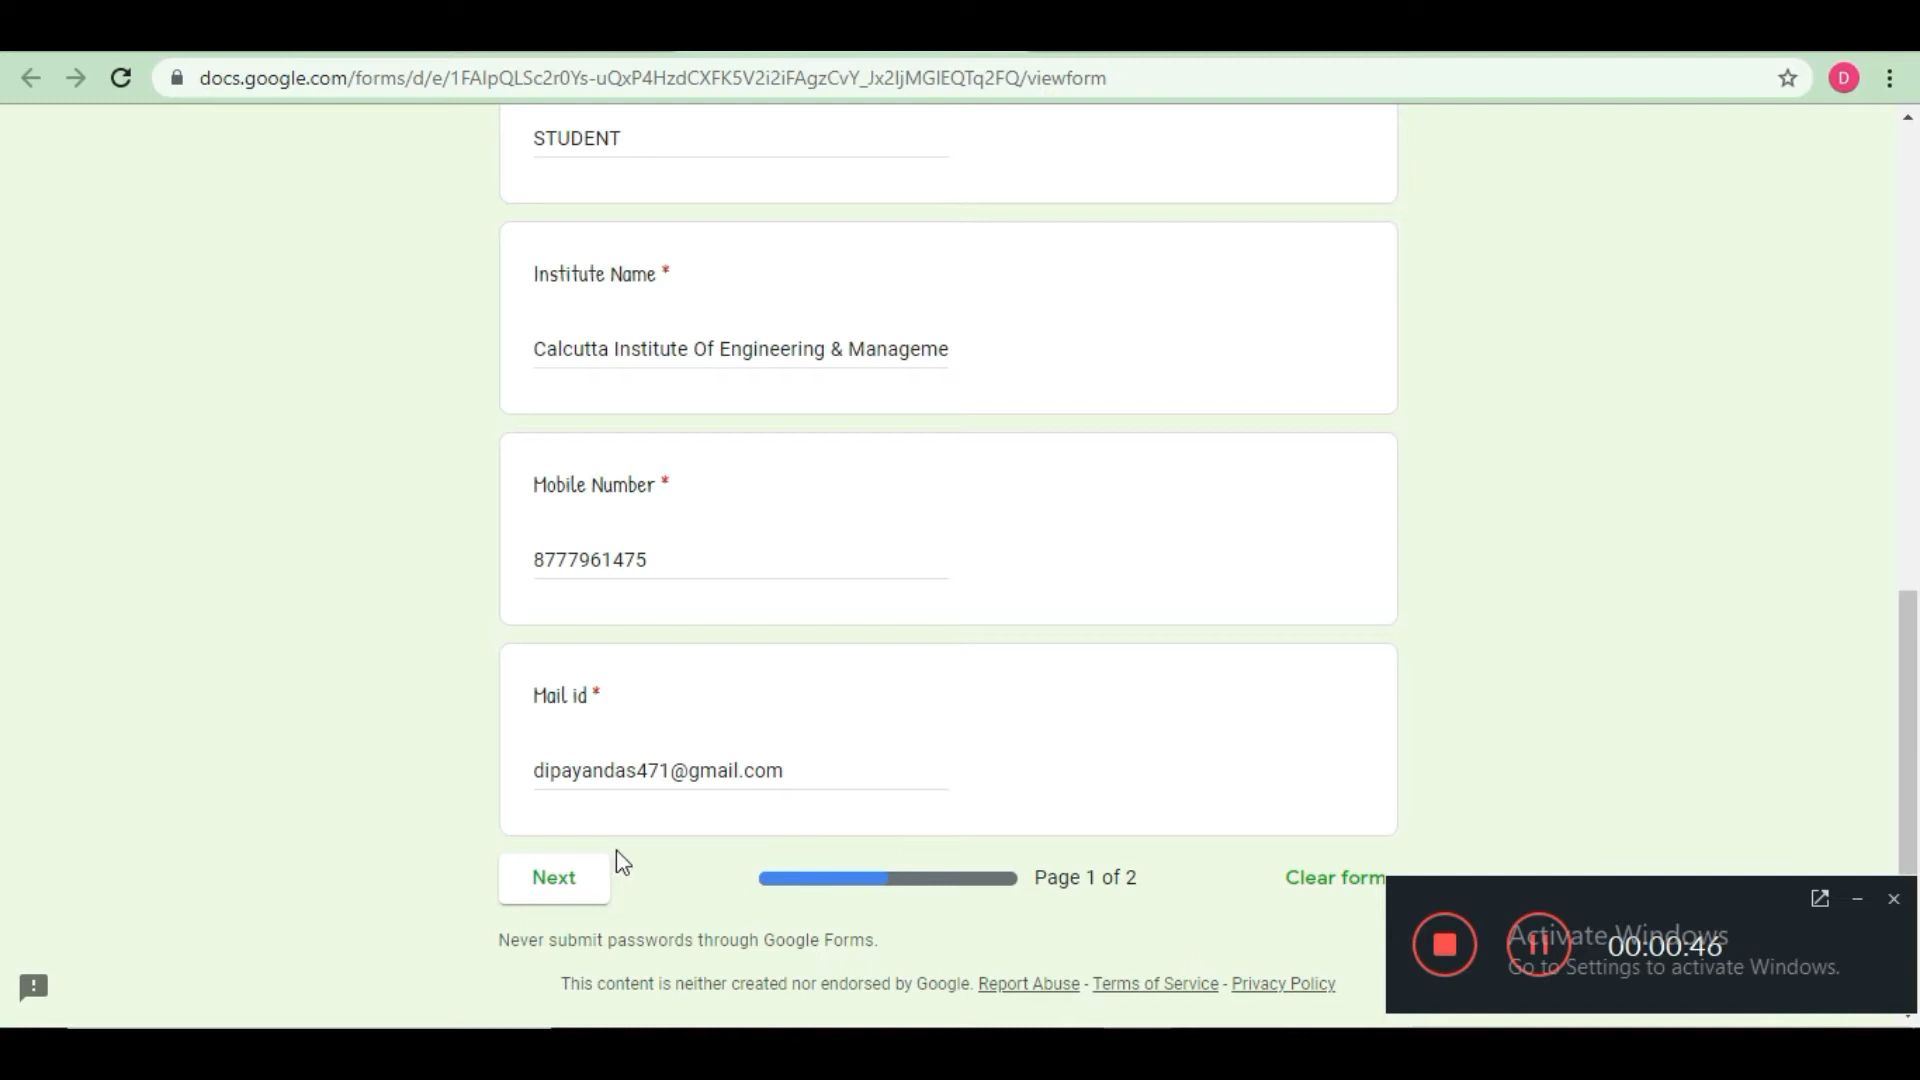 docs.google.com/forms/d/e/1FAIpQLSc2r0Ys-uQxP4HzdCXFK5V2i2iFAgzCvY_Jx2IjMGlEQTq2FQ/viewform
D
STUDENT
Institute Name *
Calcutta Institute Of Engineering & Manageme
Mobile Number *
8777961475
Mail id *
dipayandas471@gmail.com
Next
Page 1 of 2
Clear form
Never submit passwords through Google Forms.
This content is neither created nor endorsed by Google. Report Abuse - Terms of Service - Privacy Policy
Activate Windows
00:00:46
Go to Settings to activate Windows.